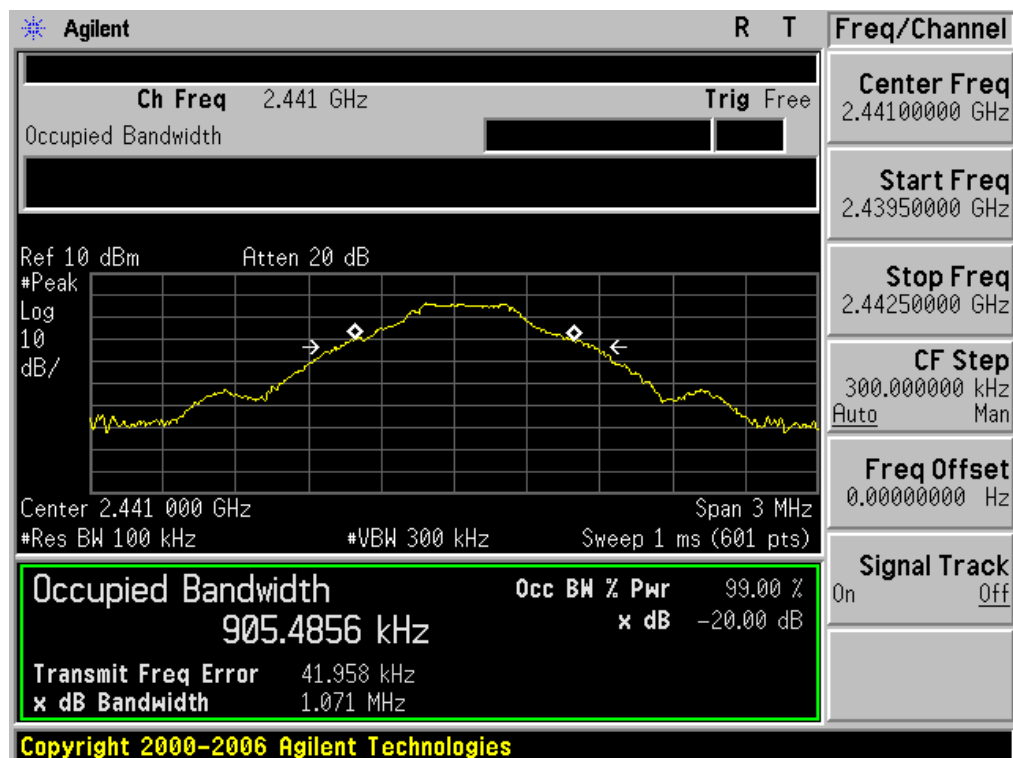 Agilent R T
Freq/Channel
Ch Freq 2.441 GHz Trig Free
Occupied Bandwidth
Center Freq
2.44100000 GHz
Start Freq
2.43950000 GHz
Stop Freq
2.44250000 GHz
CF Step
300.000000 kHz
Auto Man
Freq Offset
0.00000000 Hz
Signal Track
On Off
Ref 10 dBm Atten 20 dB
#Peak
Log
10
dB/
Center 2.441 000 GHz Span 3 MHz
#Res BW 100 kHz #VBW 300 kHz Sweep 1 ms (601 pts)
Occupied Bandwidth Occ BW % Pwr 99.00 %
905.4856 kHz x dB -20.00 dB
Transmit Freq Error 41.958 kHz
x dB Bandwidth 1.071 MHz
Copyright 2000-2006 Agilent Technologies